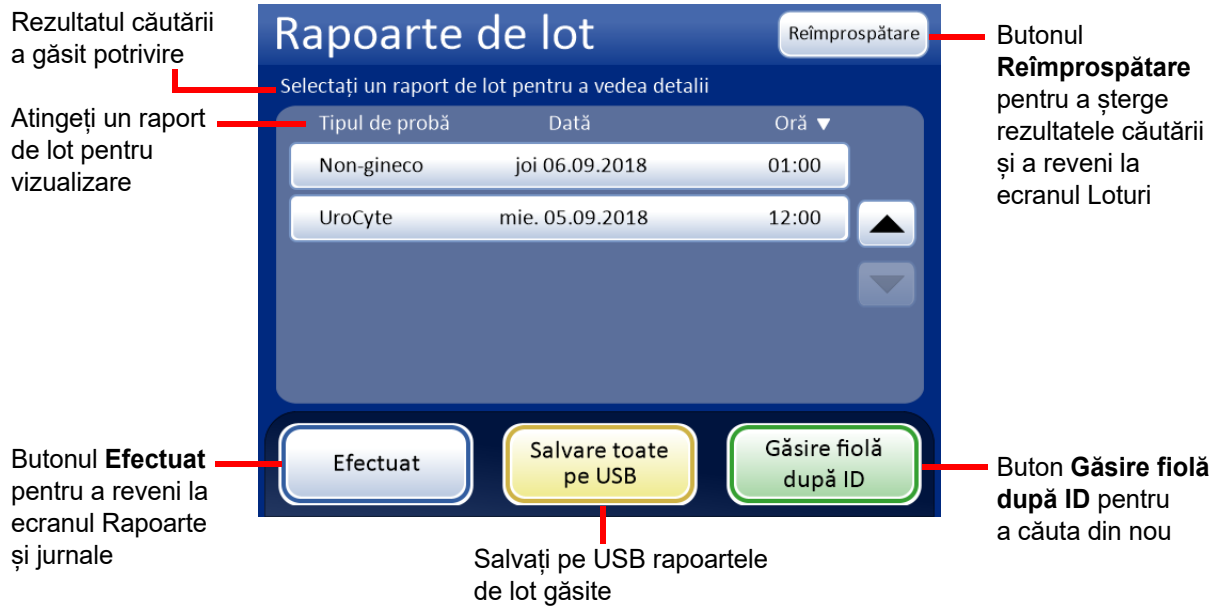 Rezultatul căutării
a găsit potrivire
Atingeți un raport
de lot pentru
vizualizare
Butonul Efectuat
pentru a reveni la
ecranul Rapoarte
și jurnale
Rapoarte de lot
Reîmprospătare
Selectați un raport de lot pentru a vedea detalii
Tipul de probă Dată Oră ▼
Non-gineco joi 06.09.2018 01:00
UroCyte mie. 05.09.2018 12:00
Efectuat
Salvare toate
pe USB
Găsire fiolă
după ID
Salvați pe USB rapoartele
de lot găsite
Butonul
Reîmprospătare
pentru a șterge
rezultatele căutării
și a reveni la
ecranul Loturi
Buton Găsire fiolă
după ID pentru
a căuta din nou